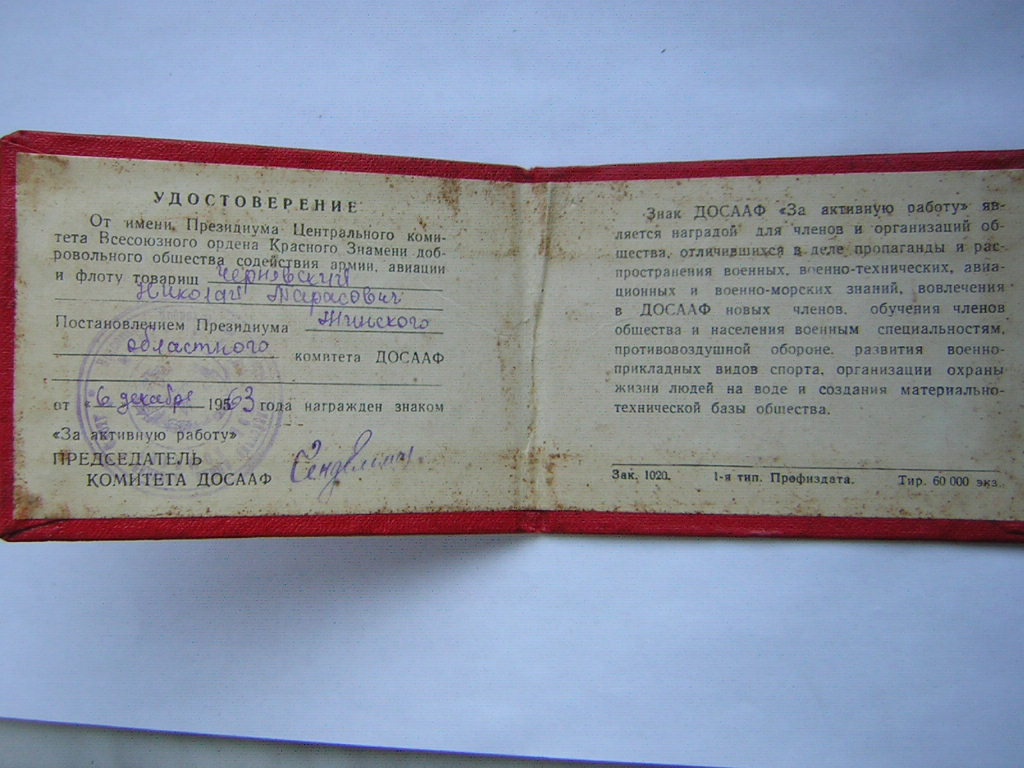 УДОСТОВЕРЕНИЕ
От имени Президиума Центрального коми-
тета Всесоюзного ордена Красного Знамени доб-
ровольного общества содействия армии, авиации
и флоту товарищ Чернявский
Николай Тарасович
Постановлением Президиума
областного комитета ДОСААФ
от «6 декабря 1963 года награжден знаком
«За активную работу»
ПРЕДСЕДАТЕЛЬ
КОМИТЕТА ДОСААФ
Знак ДОСААФ «За активную работу» яв-
ляется наградой для членов и организаций об-
щества, отличившихся в деле пропаганды и рас-
пространения военных, военно-технических, авиа-
ционных и военно-морских знаний, вовлечения
в ДОСААФ новых членов, обучения членов
общества и населения военным специальностям,
противовоздушной обороне, развития военно-
прикладных видов спорта, организации охраны
жизни людей на воде и создания материально-
технической базы общества.
Зак. 1020. 1-я тип. Профиздата. Тир. 60 000 экз.